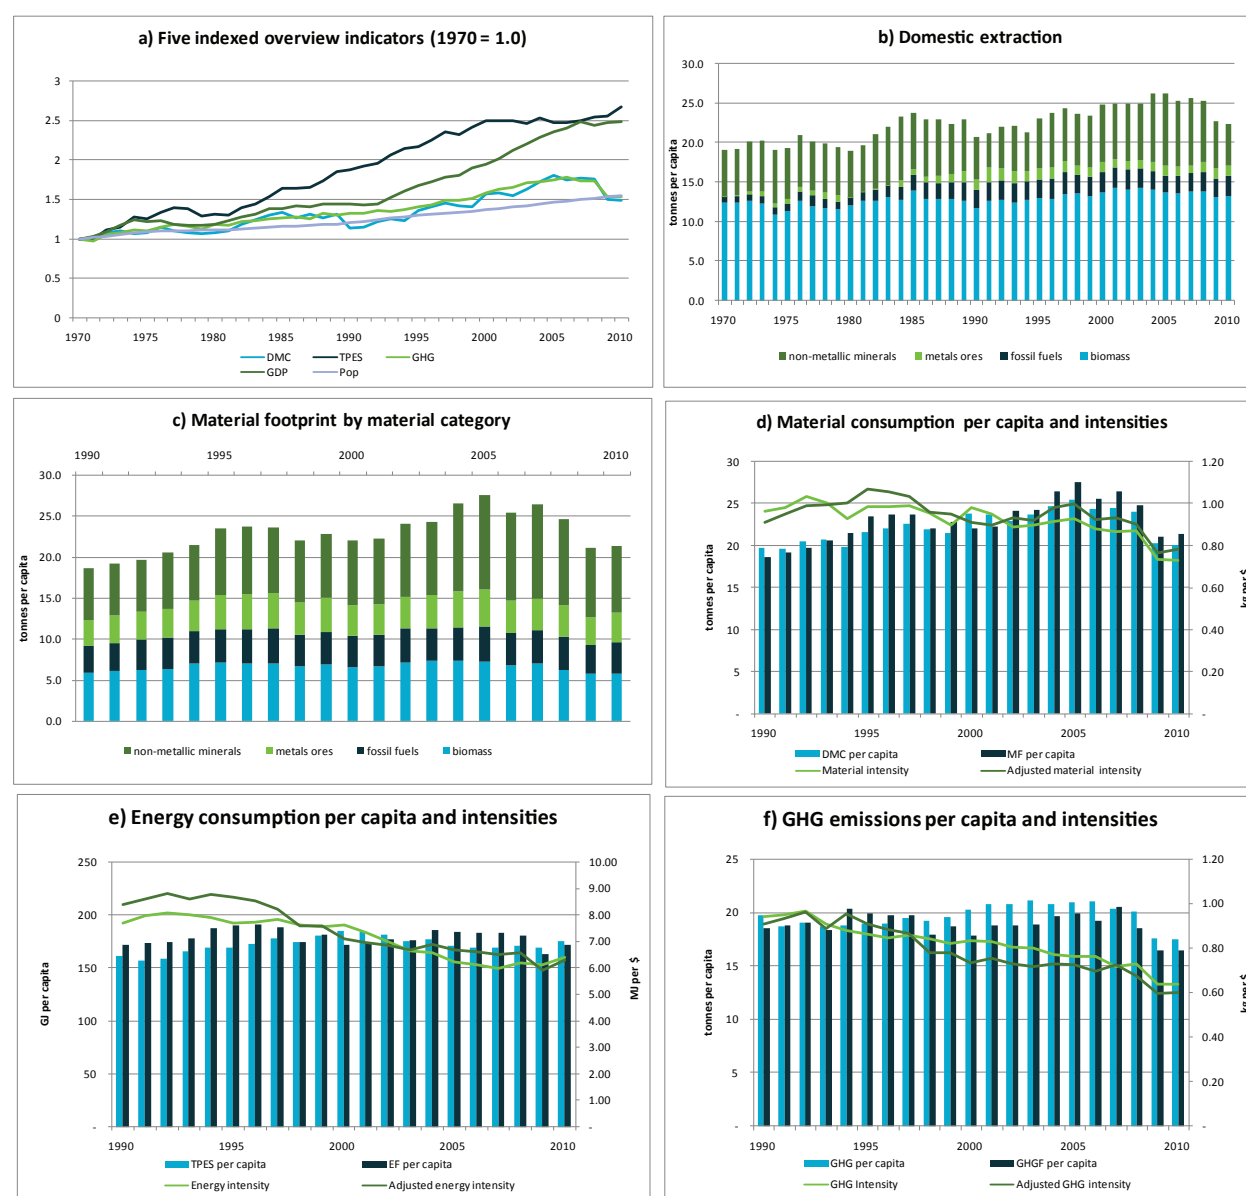 a) Five indexed overview indicators (1970 = 1.0)
3
2.5
2
1.5
1
0.5
0
1970 1975 1980 1985 1990 1995 2000 2005 2010
DMC TPES GHG
GDP Pop
b) Domestic extraction
tonnes per capita
30.0
25.0
20.0
15.0
10.0
5.0
0.0
1970 1975 1980 1985 1990 1995 2000 2005 2010
non-metallic minerals metals ores fossil fuels biomass
c) Material footprint by material category
1990 1995 2000 2005 2010
tonnes per capita
30.0
25.0
20.0
15.0
10.0
5.0
0.0
non-metallic minerals metals ores fossil fuels biomass
d) Material consumption per capita and intensities
tonnes per capita
30
25
20
15
10
5
-
1.20
1.00
0.80
0.60
0.40
0.20
-
kg per $
1990 1995 2000 2005 2010
DMC per capita MF per capita
Material intensity Adjusted material intensity
e) Energy consumption per capita and intensities
GJ per capita
250
200
150
100
50
-
10.00
9.00
8.00
7.00
6.00
5.00
4.00
3.00
2.00
1.00
-
MJ per $
1990 1995 2000 2005 2010
TPES per capita EF per capita
Energy intensity Adjusted energy intensity
f) GHG emissions per capita and intensities
tonnes per capita
25
20
15
10
5
-
1.20
1.00
0.80
0.60
0.40
0.20
-
kg per $
1990 1995 2000 2005 2010
GHG per capita GHGF per capita
GHG Intensity Adjusted GHG intensity